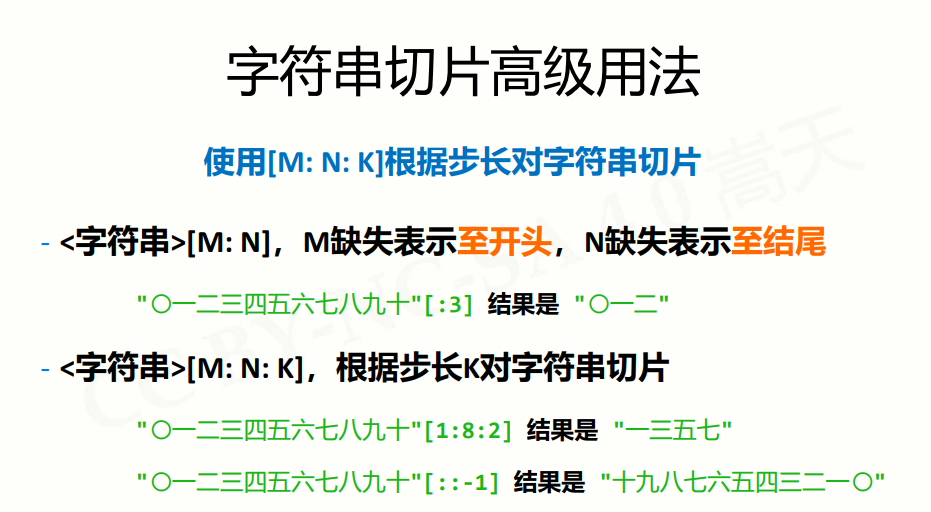 字符串切片高级用法
使用[M: N: K]根据步长对字符串切片
- <字符串>[M: N]，M缺失表示至开头，N缺失表示至结尾
"〇一二三四五六七八九十"[:3] 结果是 "〇一二"
- <字符串>[M: N: K]，根据步长K对字符串切片
"〇一二三四五六七八九十"[1:8:2] 结果是 "一三五七"
"〇一二三四五六七八九十"[::-1] 结果是 "十九八七六五四三二一〇"
CC BY-NC-SA 4.0 嵩天